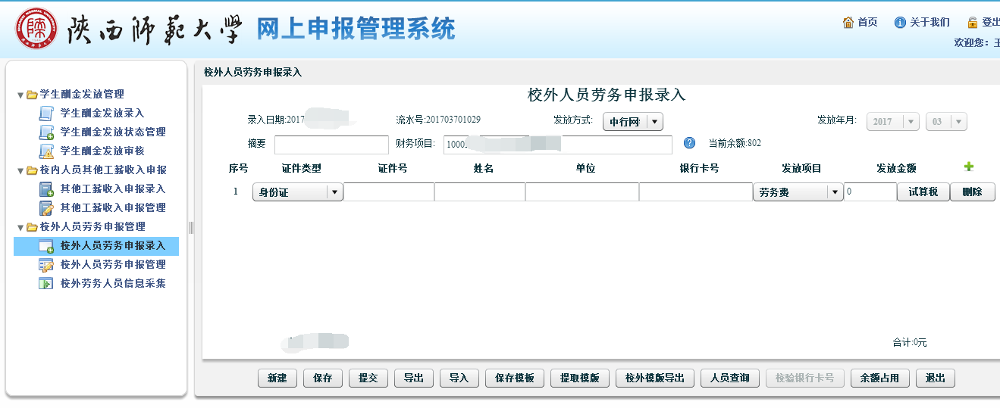 陕西师范大学 网上申报管理系统
首页 关于我们 登出
欢迎您：王
学生酬金发放管理
学生酬金发放录入
学生酬金发放状态管理
学生酬金发放审核
校内人员其他工薪收入申报
其他工薪收入申报录入
其他工薪收入申报管理
校外人员劳务申报管理
校外人员劳务申报录入
校外人员劳务申报管理
校外劳务人员信息采集
校外人员劳务申报录入
校外人员劳务申报录入
录入日期:2017 流水号:201703701029 发放方式: 中行网 发放年月: 2017 03
摘要 财务项目: 1000 当前余额:802
序号 证件类型 证件号 姓名 单位 银行卡号 发放项目 发放金额
1 身份证 劳务费 0 试算税 删除
合计:0元
新建 保存 提交 导出 导入 保存模板 提取模版 校外模版导出 人员查询 校验银行卡号 余额占用 退出